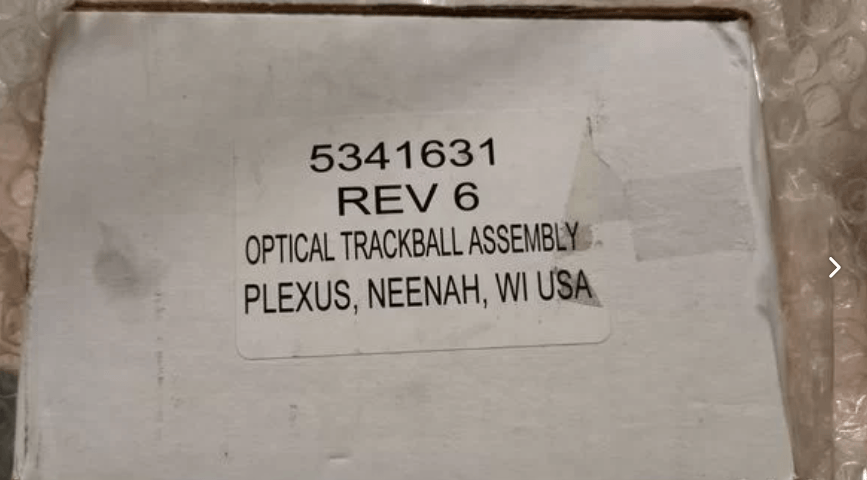 5341631
REV 6
OPTICAL TRACKBALL ASSEMBLY
PLEXUS, NEENAH, WI USA